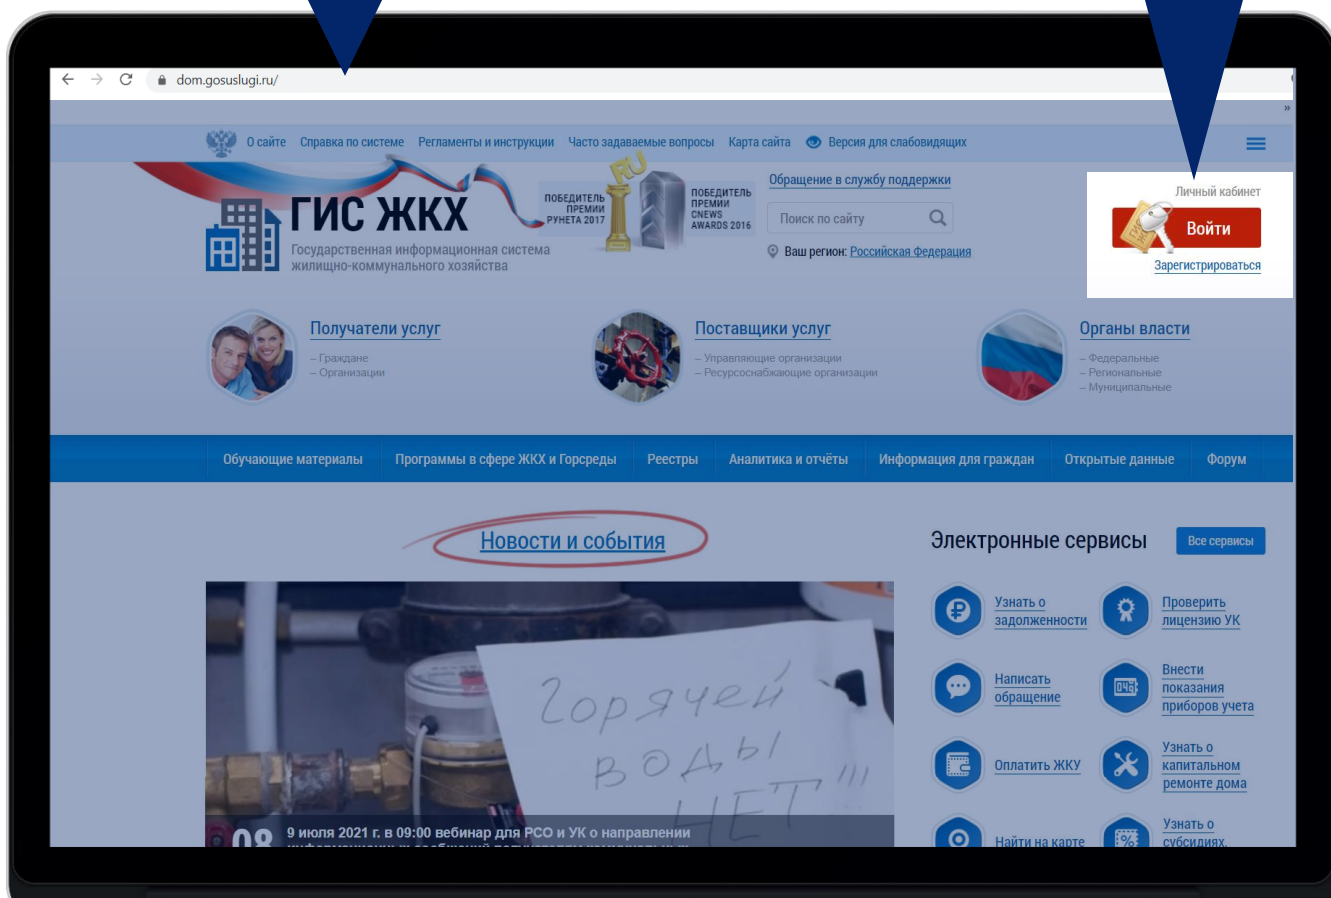 dom.gosuslugi.ru/
»
О сайте Справка по системе Регламенты и инструкции Часто задаваемые вопросы Карта сайта Версия для слабовидящих
ГИС ЖКХ
Государственная информационная система
жилищно-коммунального хозяйства
ПОБЕДИТЕЛЬ
ПРЕМИИ
РУНЕТА 2017
RU
ПОБЕДИТЕЛЬ
ПРЕМИИ
CNEWS
AWARDS 2016
Обращение в службу поддержки
Поиск по сайту
Ваш регион: Российская Федерация
Личный кабинет
Войти
Зарегистрироваться
Получатели услуг
– Граждане
– Организации
Поставщики услуг
– Управляющие организации
– Ресурсоснабжающие организации
Органы власти
– Федеральные
– Региональные
– Муниципальные
Обучающие материалы Программы в сфере ЖКХ и Горсреды Реестры Аналитика и отчёты Информация для граждан Открытые данные Форум
Новости и события
Горячей
воды
НЕТ!!!
08
9 июля 2021 г. в 09:00 вебинар для РСО и УК о направлении
Электронные сервисы
Все сервисы
Узнать о
задолженности
Проверить
лицензию УК
Написать
обращение
Внести
показания
приборов учета
Оплатить ЖКУ
Узнать о
капитальном
ремонте дома
Найти на карте
Узнать о
субсидиях,